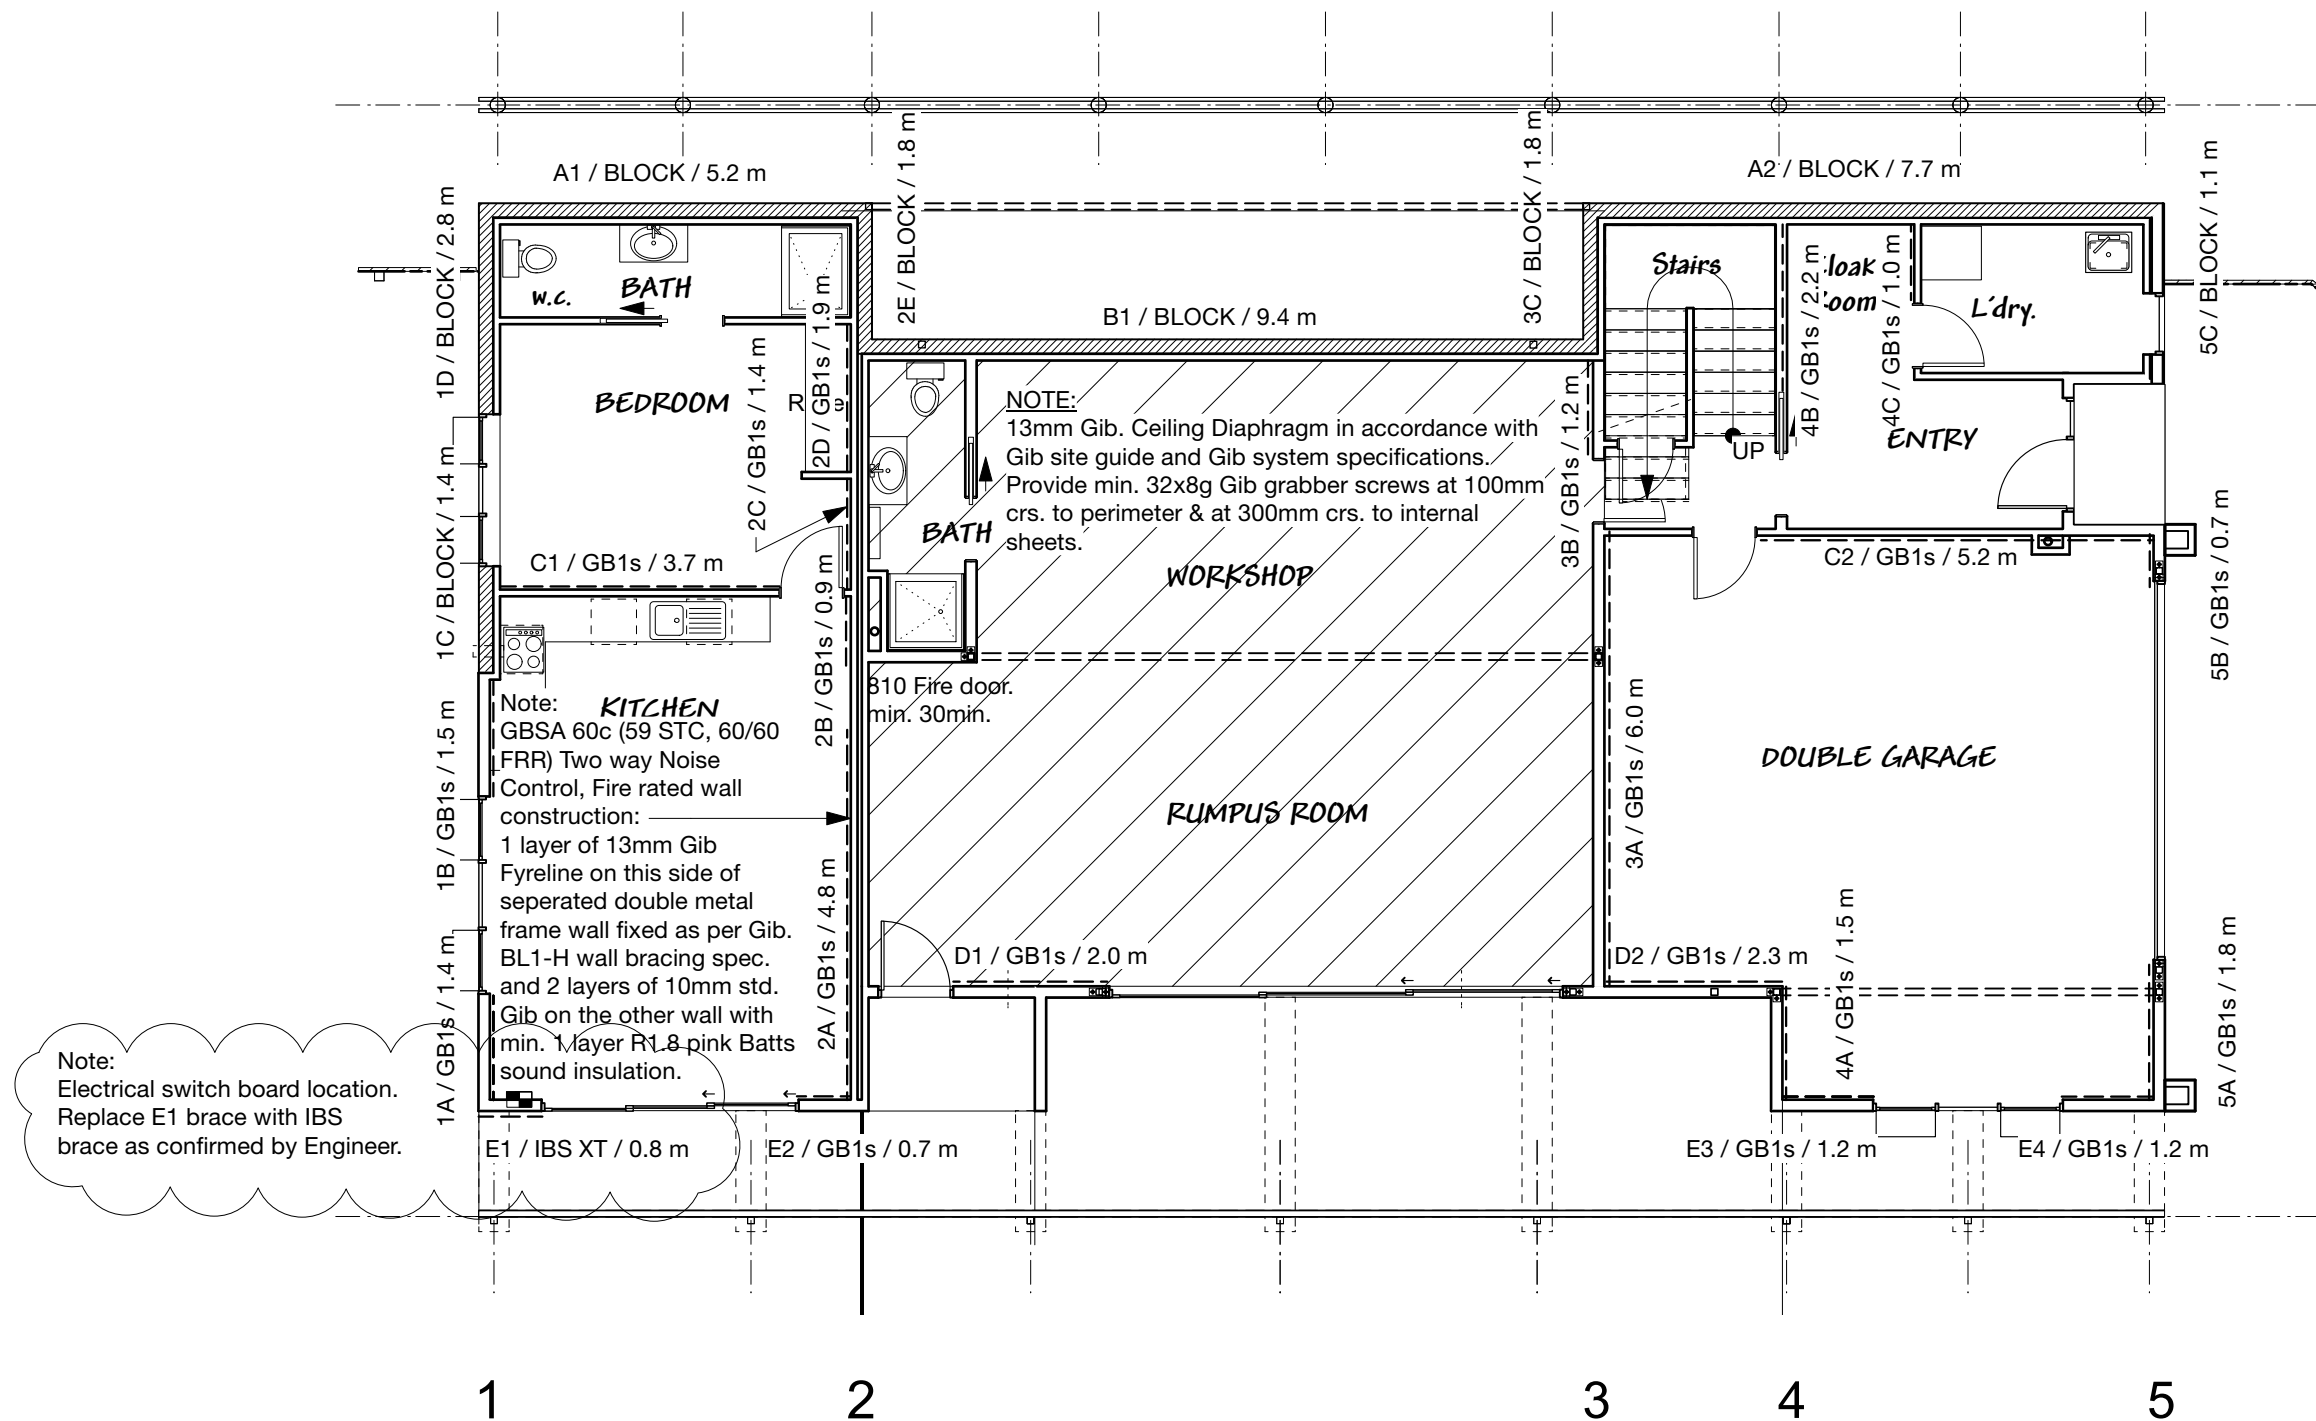 A1 / BLOCK / 5.2 m
2E / BLOCK / 1.8 m
3C / BLOCK / 1.8 m
A2 / BLOCK / 7.7 m
5C / BLOCK / 1.1 m
1D / BLOCK / 2.8 m
W.C.
BATH
2D / GB1s / 1.9 m
B1 / BLOCK / 9.4 m
Stairs
4B / GB1s / 2.2 m
loak
oom
4C / GB1s / 1.0 m
L'dry.
BEDROOM
2C / GB1s / 1.4 m
NOTE:
13mm Gib. Ceiling Diaphragm in accordance with
Gib site guide and Gib system specifications.
Provide min. 32x8g Gib grabber screws at 100mm
crs. to perimeter & at 300mm crs. to internal
sheets.
3B / GB1s / 1.2 m
UP
ENTRY
1C / BLOCK / 1.4 m
C1 / GB1s / 3.7 m
BATH
WORKSHOP
C2 / GB1s / 5.2 m
5B / GB1s / 0.7 m
2B / GB1s / 0.9 m
810 Fire door.
min. 30min.
KITCHEN
Note:
GBSA 60c (59 STC, 60/60
FRR) Two way Noise
Control, Fire rated wall
construction:
1 layer of 13mm Gib
Fyreline on this side of
seperated double metal
frame wall fixed as per Gib.
BL1-H wall bracing spec.
and 2 layers of 10mm std.
Gib on the other wall with
min. 1 layer R1.8 pink Batts
sound insulation.
1B / GB1s / 1.5 m
3A / GB1s / 6.0 m
DOUBLE GARAGE
RUMPUS ROOM
2A / GB1s / 4.8 m
D1 / GB1s / 2.0 m
D2 / GB1s / 2.3 m
4A / GB1s / 1.5 m
5A / GB1s / 1.8 m
1A / GB1s / 1.4 m
Note:
Electrical switch board location.
Replace E1 brace with IBS
brace as confirmed by Engineer.
E1 / IBS XT / 0.8 m
E2 / GB1s / 0.7 m
E3 / GB1s / 1.2 m
E4 / GB1s / 1.2 m
1 2 3 4 5